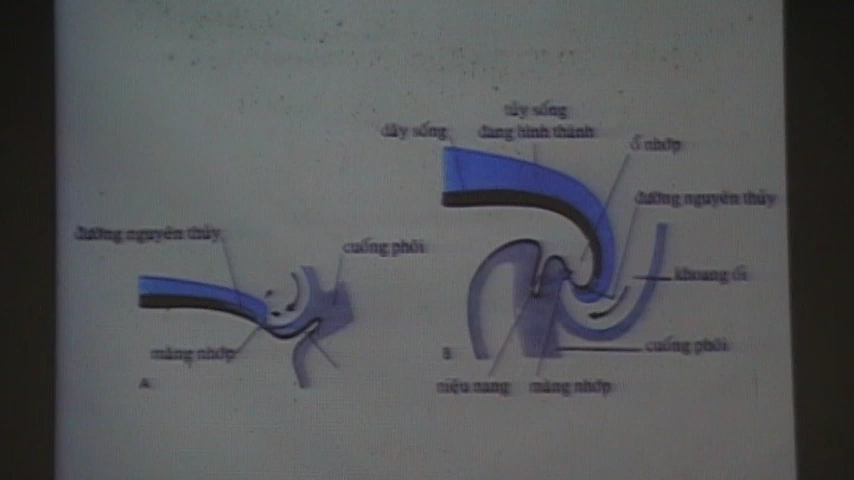 đường nguyên thủy
cuống phôi
màng nhớp
A
tủy sống
đang hình thành
dây sống
ổ nhớp
đường nguyên thủy
khoang ối
cuống phôi
B
niệu nang
màng nhớp